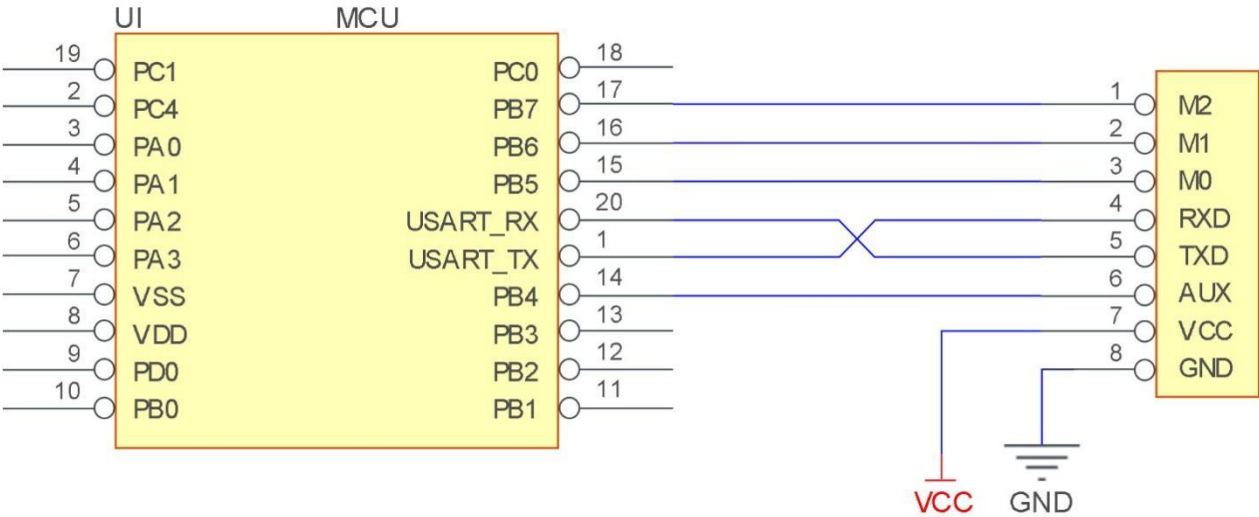 UI MCU
19 PC1 PC0 18
2 PC4 PB7 17 1 M2
3 PA0 PB6 16 2 M1
4 PA1 PB5 15 3 M0
5 PA2 USART_RX 20 4 RXD
6 PA3 USART_TX 1 5 TXD
7 VSS PB4 14 6 AUX
8 VDD PB3 13 7 VCC
9 PD0 PB2 12 8 GND
10 PB0 PB1 11
VCC GND